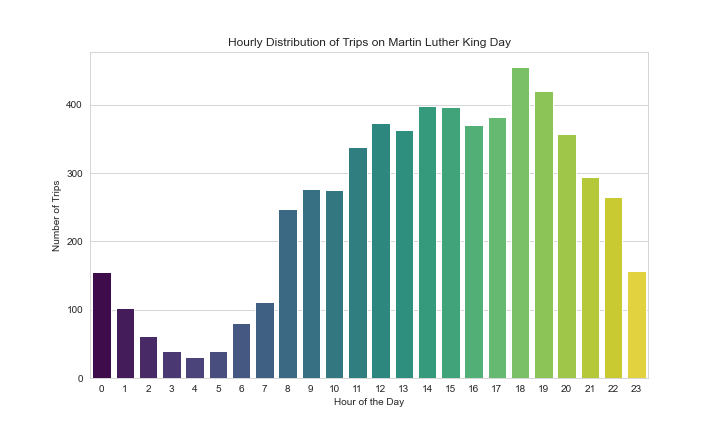 Hourly Distribution of Trips on Martin Luther King Day
Number of Trips
400
300
200
100
0
0 1 2 3 4 5 6 7 8 9 10 11 12 13 14 15 16 17 18 19 20 21 22 23
Hour of the Day